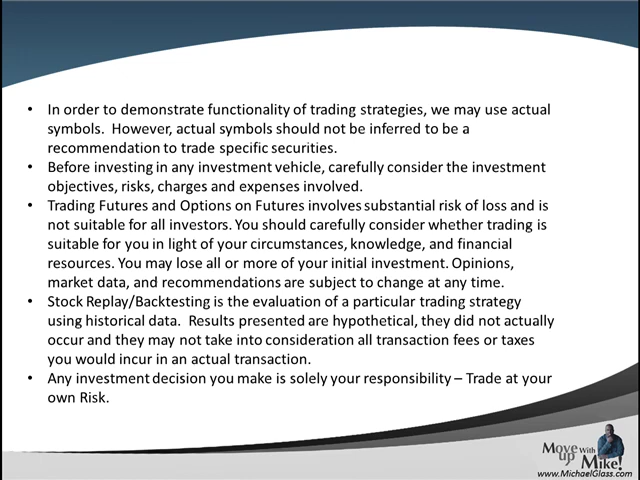 • In order to demonstrate functionality of trading strategies, we may use actual
symbols.  However, actual symbols should not be inferred to be a
recommendation to trade specific securities.
• Before investing in any investment vehicle, carefully consider the investment
objectives, risks, charges and expenses involved.
• Trading Futures and Options on Futures involves substantial risk of loss and is
not suitable for all investors. You should carefully consider whether trading is
suitable for you in light of your circumstances, knowledge, and financial
resources. You may lose all or more of your initial investment. Opinions,
market data, and recommendations are subject to change at any time.
• Stock Replay/Backtesting is the evaluation of a particular trading strategy
using historical data.  Results presented are hypothetical, they did not actually
occur and they may not take into consideration all transaction fees or taxes
you would incur in an actual transaction.
• Any investment decision you make is solely your responsibility – Trade at your
own Risk.
Move up With Mike!
www.MichaelGlass.com